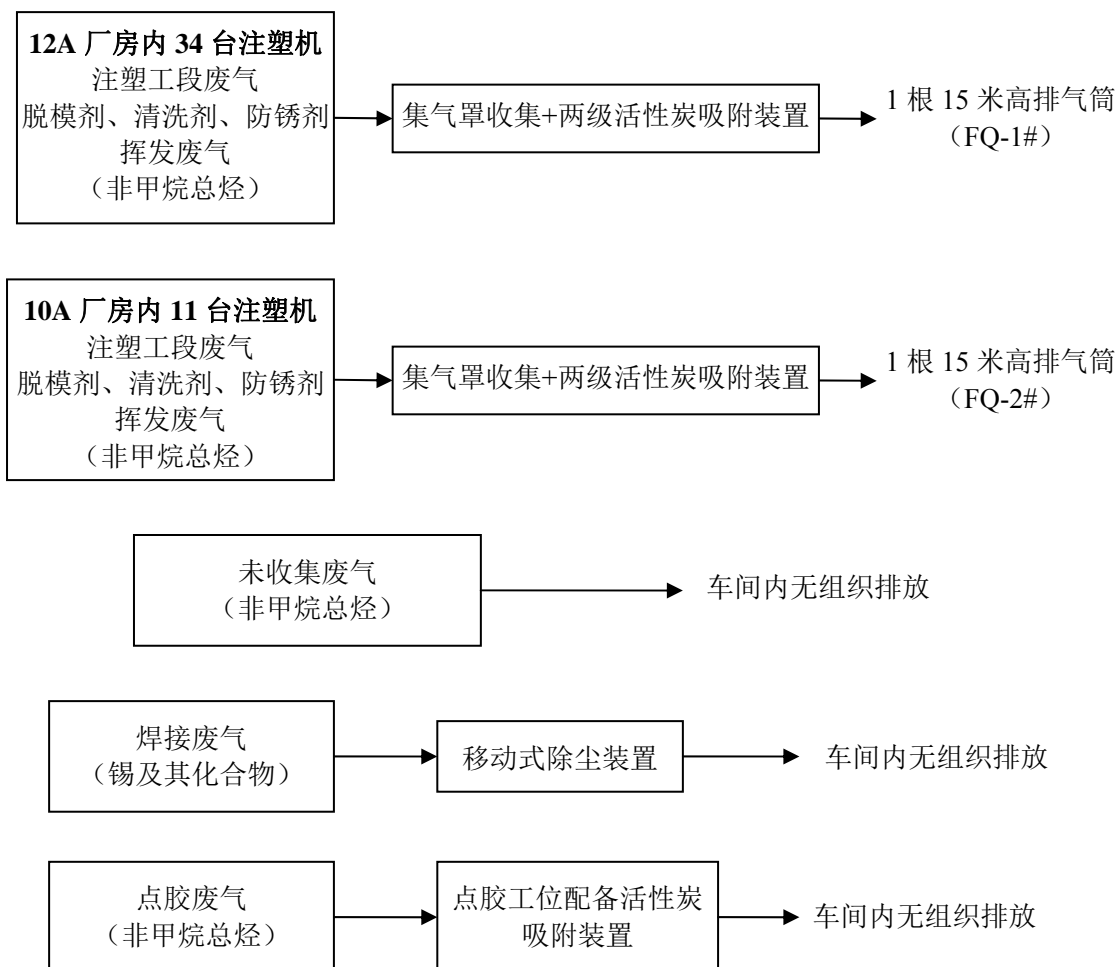 12A 厂房内 34 台注塑机
注塑工段废气
脱模剂、清洗剂、防锈剂
挥发废气
（非甲烷总烃）
集气罩收集+两级活性炭吸附装置
1 根 15 米高排气筒
（FQ-1#）
10A 厂房内 11 台注塑机
注塑工段废气
脱模剂、清洗剂、防锈剂
挥发废气
（非甲烷总烃）
集气罩收集+两级活性炭吸附装置
1 根 15 米高排气筒
（FQ-2#）
未收集废气
（非甲烷总烃）
车间内无组织排放
焊接废气
（锡及其化合物）
移动式除尘装置
车间内无组织排放
点胶废气
（非甲烷总烃）
点胶工位配备活性炭
吸附装置
车间内无组织排放